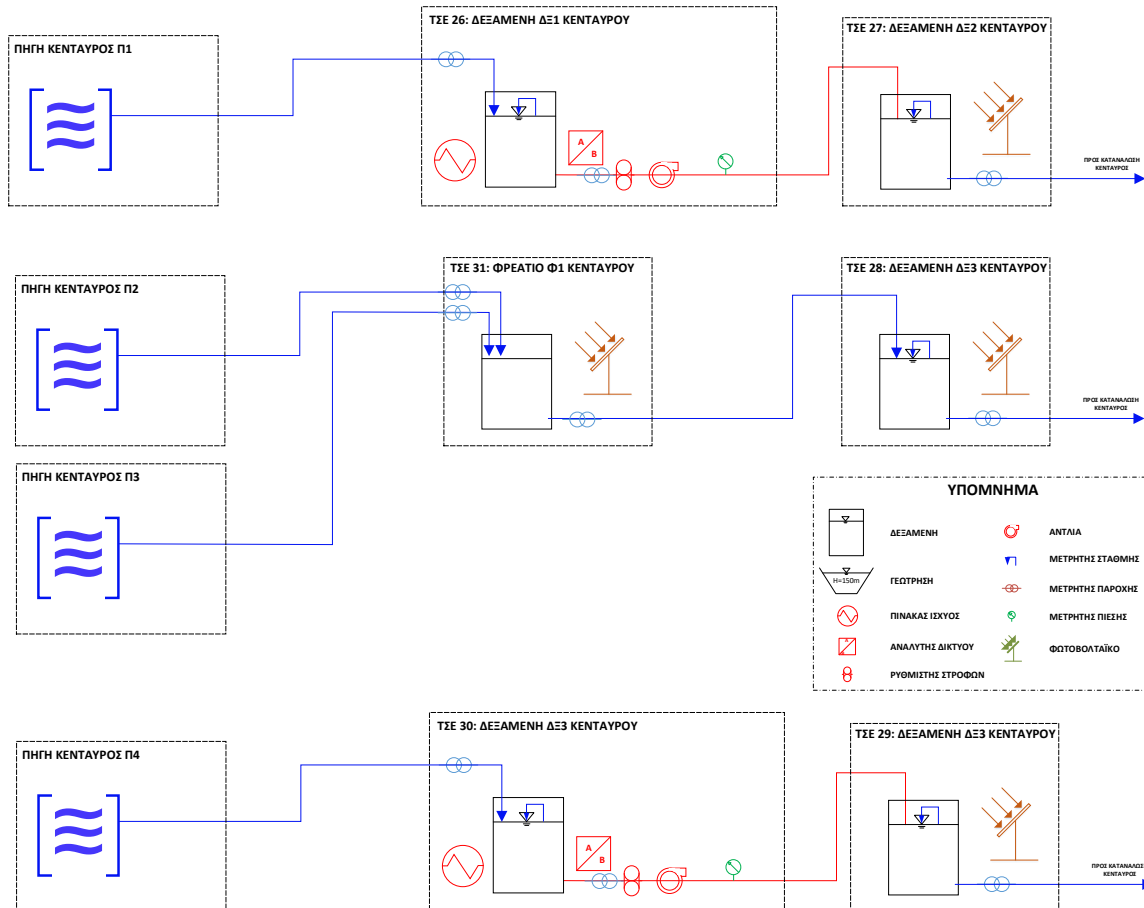 ΠΗΓΗ ΚΕΝΤΑΥΡΟΣ Π1
ΤΣΕ 26: ΔΕΞΑΜΕΝΗ ΔΞ1 ΚΕΝΤΑΥΡΟΥ
A
B
ΤΣΕ 27: ΔΕΞΑΜΕΝΗ ΔΞ2 ΚΕΝΤΑΥΡΟΥ
ΠΡΟΣ ΚΑΤΑΝΑΛΩΣΗ
ΚΕΝΤΑΥΡΟΣ
ΠΗΓΗ ΚΕΝΤΑΥΡΟΣ Π2
ΤΣΕ 31: ΦΡΕΑΤΙΟ Φ1 ΚΕΝΤΑΥΡΟΥ
ΤΣΕ 28: ΔΕΞΑΜΕΝΗ ΔΞ3 ΚΕΝΤΑΥΡΟΥ
ΠΡΟΣ ΚΑΤΑΝΑΛΩΣΗ
ΚΕΝΤΑΥΡΟΣ
ΠΗΓΗ ΚΕΝΤΑΥΡΟΣ Π3
ΥΠΟΜΝΗΜΑ
ΔΕΞΑΜΕΝΗ
H=150m
ΓΕΩΤΡΗΣΗ
ΠΙΝΑΚΑΣ ΙΣΧΥΟΣ
ΑΝΑΛΥΤΗΣ ΔΙΚΤΥΟΥ
ΡΥΘΜΙΣΤΗΣ ΣΤΡΟΦΩΝ
ΑΝΤΛΙΑ
ΜΕΤΡΗΤΗΣ ΣΤΑΘΜΗΣ
ΜΕΤΡΗΤΗΣ ΠΑΡΟΧΗΣ
ΜΕΤΡΗΤΗΣ ΠΙΕΣΗΣ
ΦΩΤΟΒΟΛΤΑΪΚΟ
ΠΗΓΗ ΚΕΝΤΑΥΡΟΣ Π4
ΤΣΕ 30: ΔΕΞΑΜΕΝΗ ΔΞ3 ΚΕΝΤΑΥΡΟΥ
A
B
ΤΣΕ 29: ΔΕΞΑΜΕΝΗ ΔΞ3 ΚΕΝΤΑΥΡΟΥ
ΠΡΟΣ ΚΑΤΑΝΑΛΩΣ
ΚΕΝΤΑΥΡΟΣ